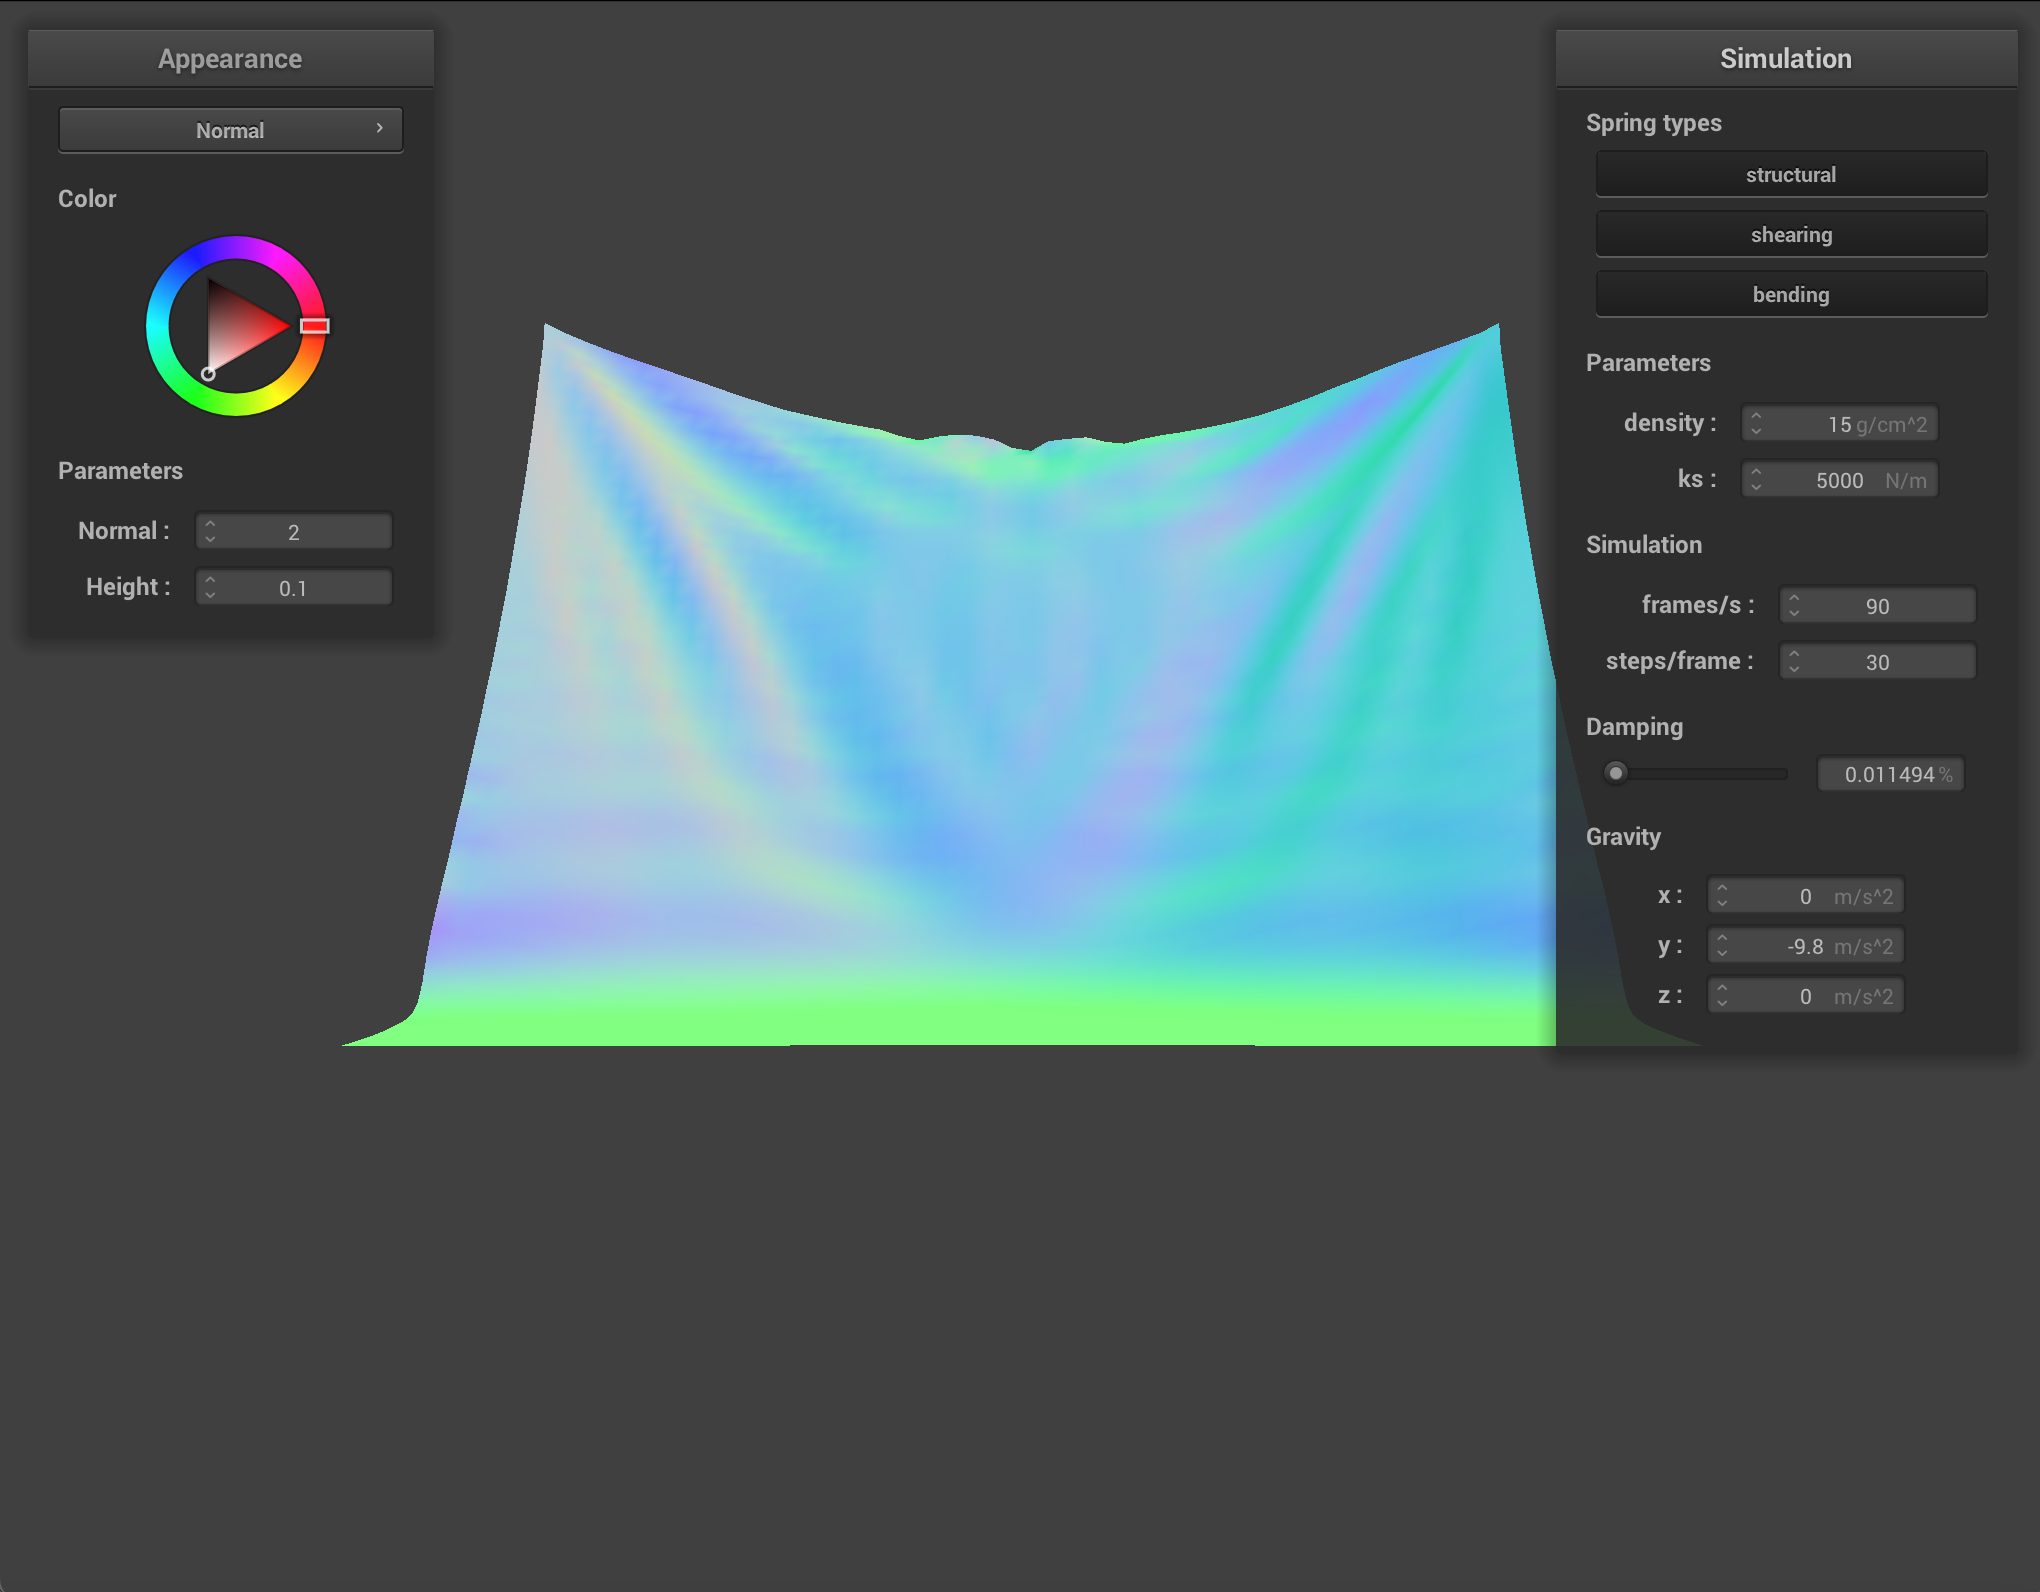 Appearance
Normal
Color
Parameters
Normal : 2
Height : 0.1
Simulation
Spring types
structural
shearing
bending
Parameters
density : 15 g/cm^2
ks : 5000 N/m
Simulation
frames/s : 90
steps/frame : 30
Damping
0.011494 %
Gravity
x : 0 m/s^2
y : -9.8 m/s^2
z : 0 m/s^2